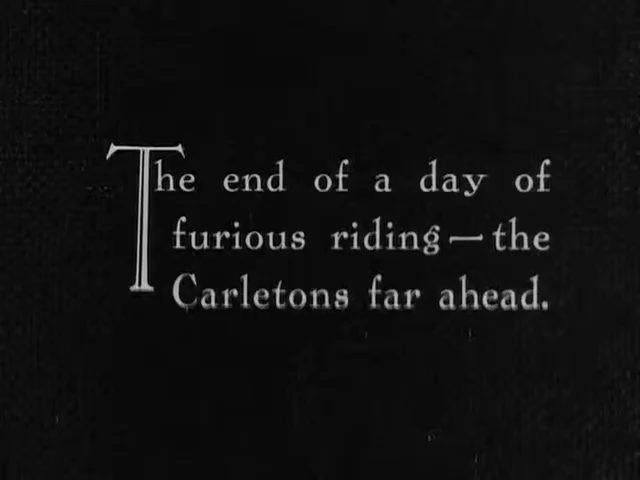 The end of a day of
furious riding—the
Carletons far ahead.